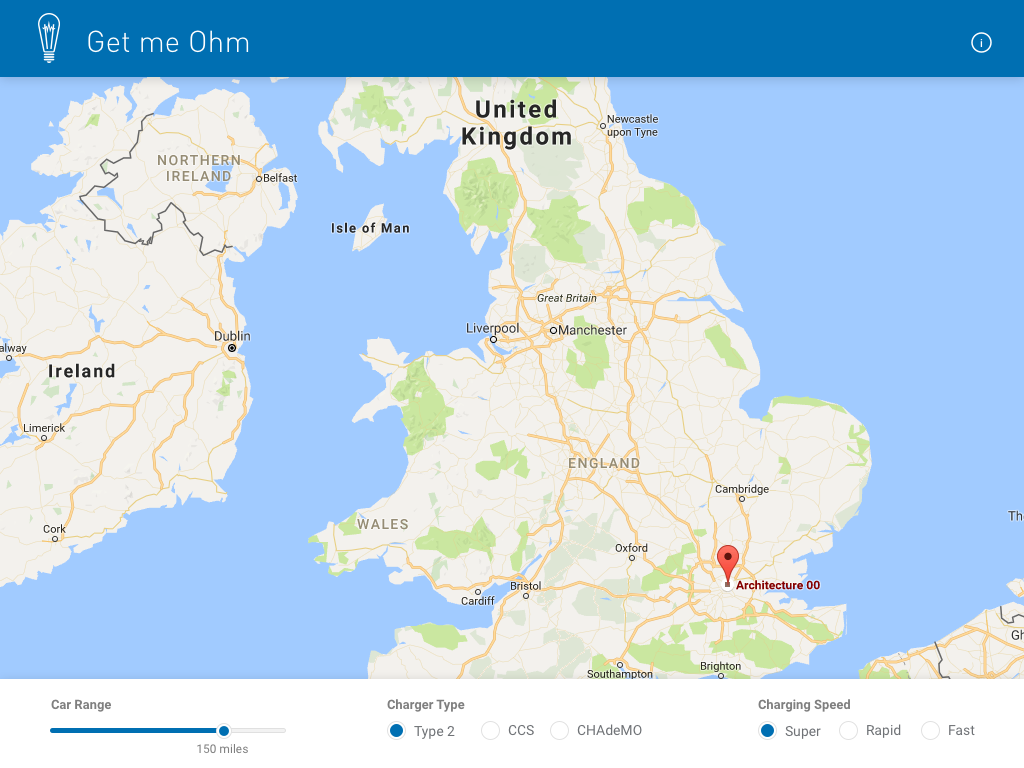 Get me Ohm
i
United
Kingdom
Newcastle
upon Tyne
NORTHERN
IRELAND
Belfast
Isle of Man
Great Britain
Liverpool
Manchester
Dublin
alway
Ireland
Limerick
ENGLAND
Cambridge
Cork
WALES
The
Oxford
Architecture 00
Bristol
Cardiff
Gh
Brighton
Southampton
Car Range
150 miles
Charger Type
Type 2
CCS
CHAdeMO
Charging Speed
Super
Rapid
Fast